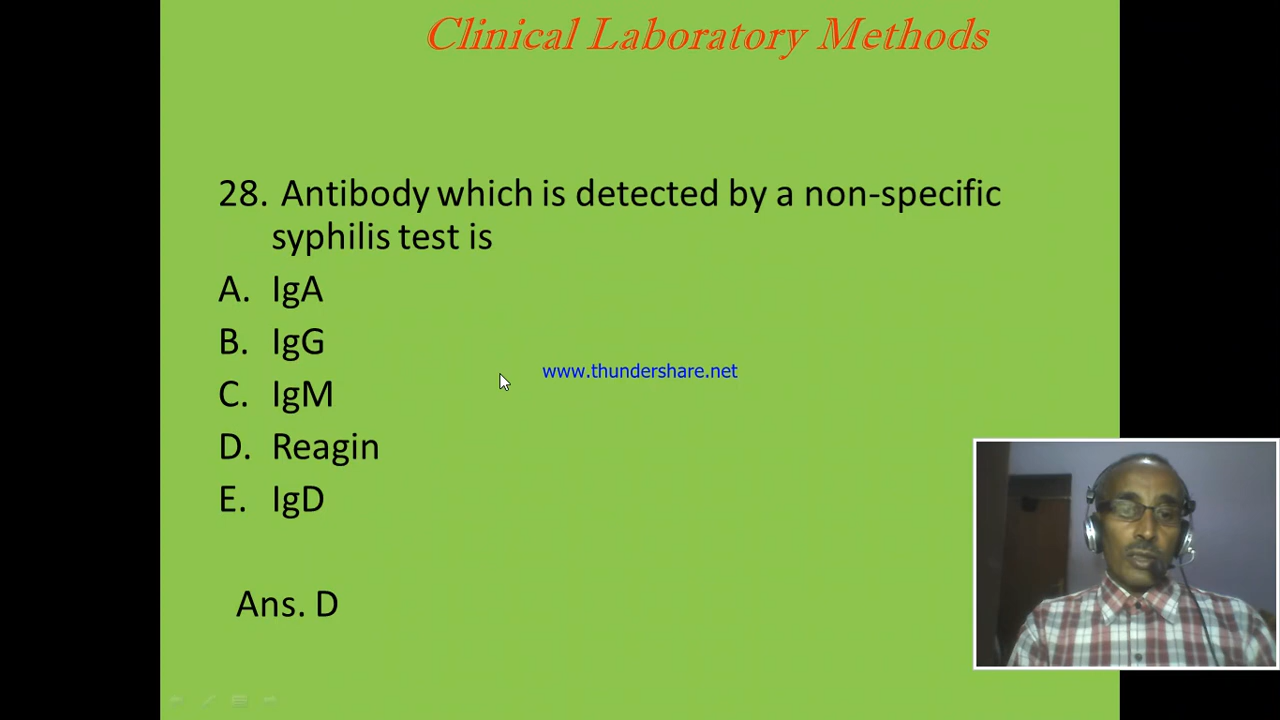 Clinical Laboratory Methods
28. Antibody which is detected by a non-specific
syphilis test is
A. IgA
B. IgG
www.thundershare.net
C. IgM
D. Reagin
E. IgD
Ans. D